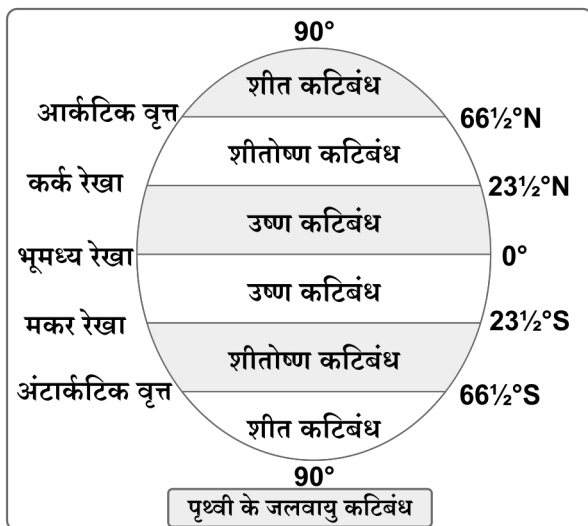 90°
शीत कटिबंध
आर्कटिक वृत्त
66½°N
शीतोष्ण कटिबंध
कर्क रेखा
23½°N
उष्ण कटिबंध
भूमध्य रेखा
0°
उष्ण कटिबंध
मकर रेखा
23½°S
शीतोष्ण कटिबंध
अंटार्कटिक वृत्त
66½°S
शीत कटिबंध
90°
पृथ्वी के जलवायु कटिबंध